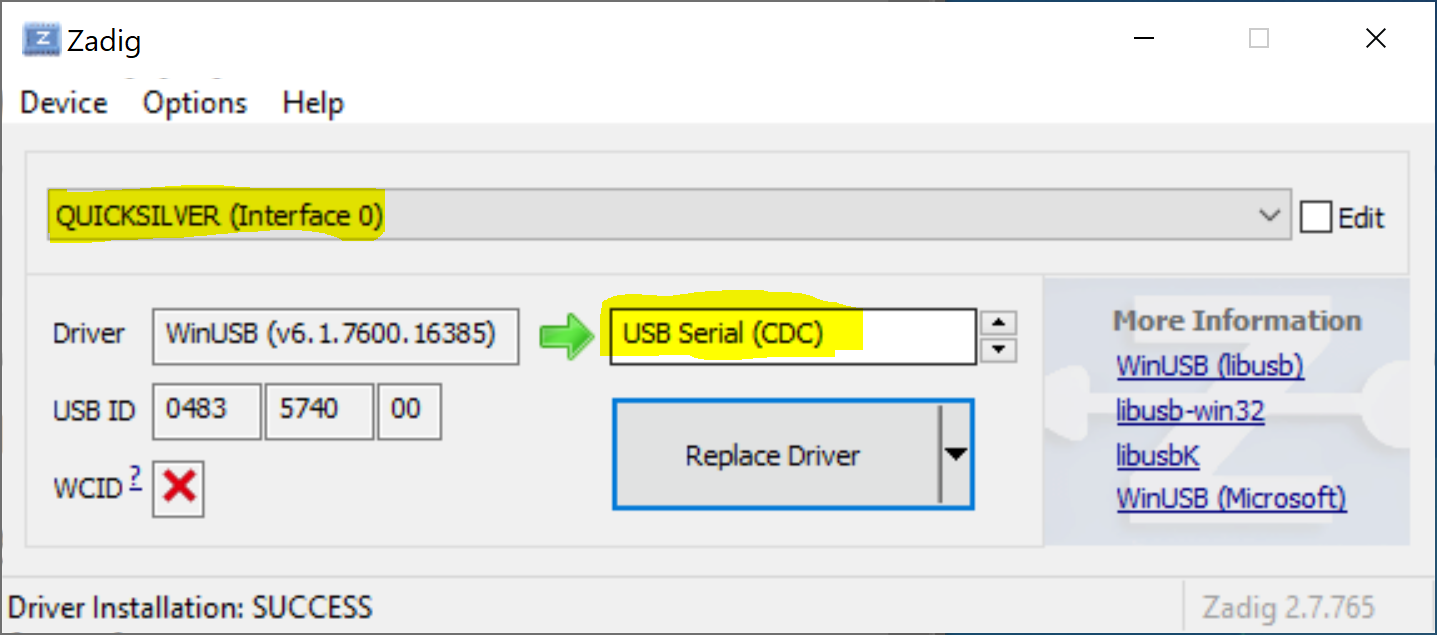 Zadig
Device Options Help
QUICKSILVER (Interface 0)
Edit
Driver
WinUSB (v6.1.7600.16385)
USB Serial (CDC)
USB ID
0483
5740
00
WCID ?
Replace Driver
More Information
WinUSB (libusb)
libusb-win32
libusbK
WinUSB (Microsoft)
Driver Installation: SUCCESS
Zadig 2.7.765